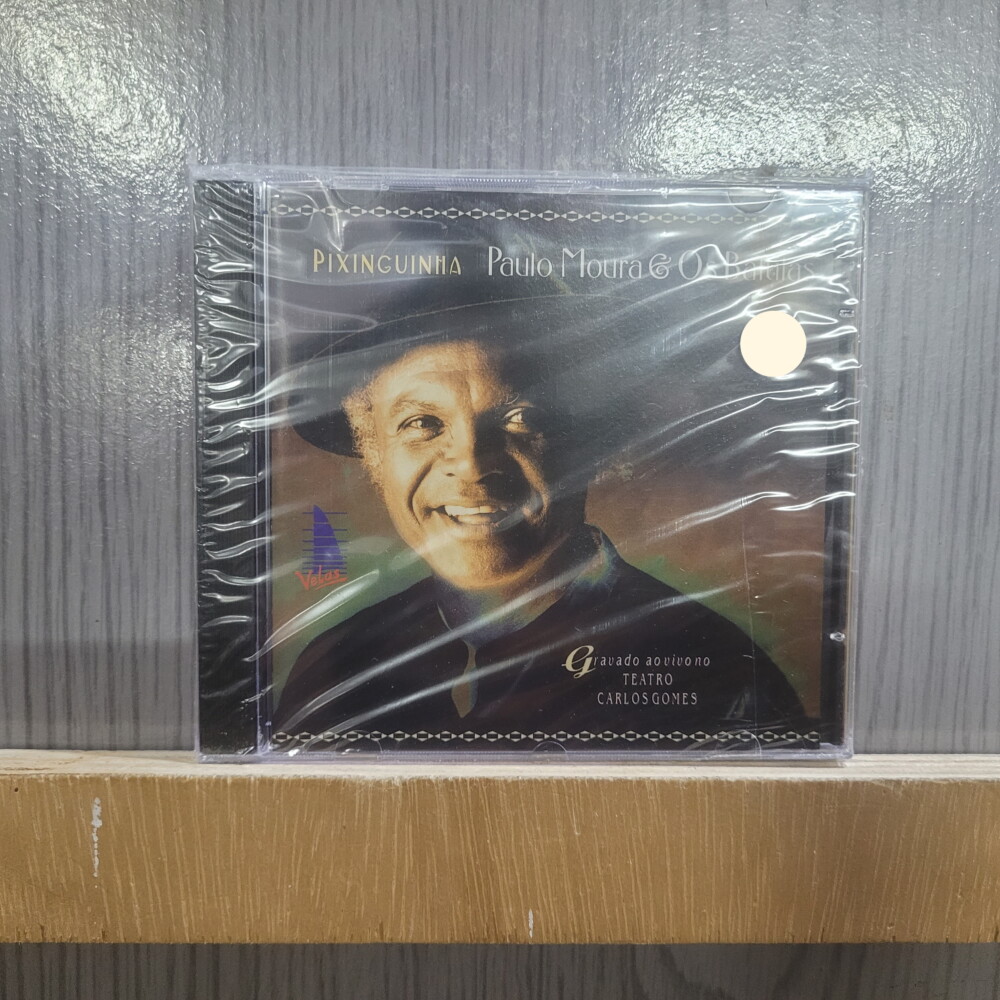 PIXINGUINHA Paulo Moura & Os Batutas
Velas
Gravado ao vivo no
TEATRO
CARLOS GOMES